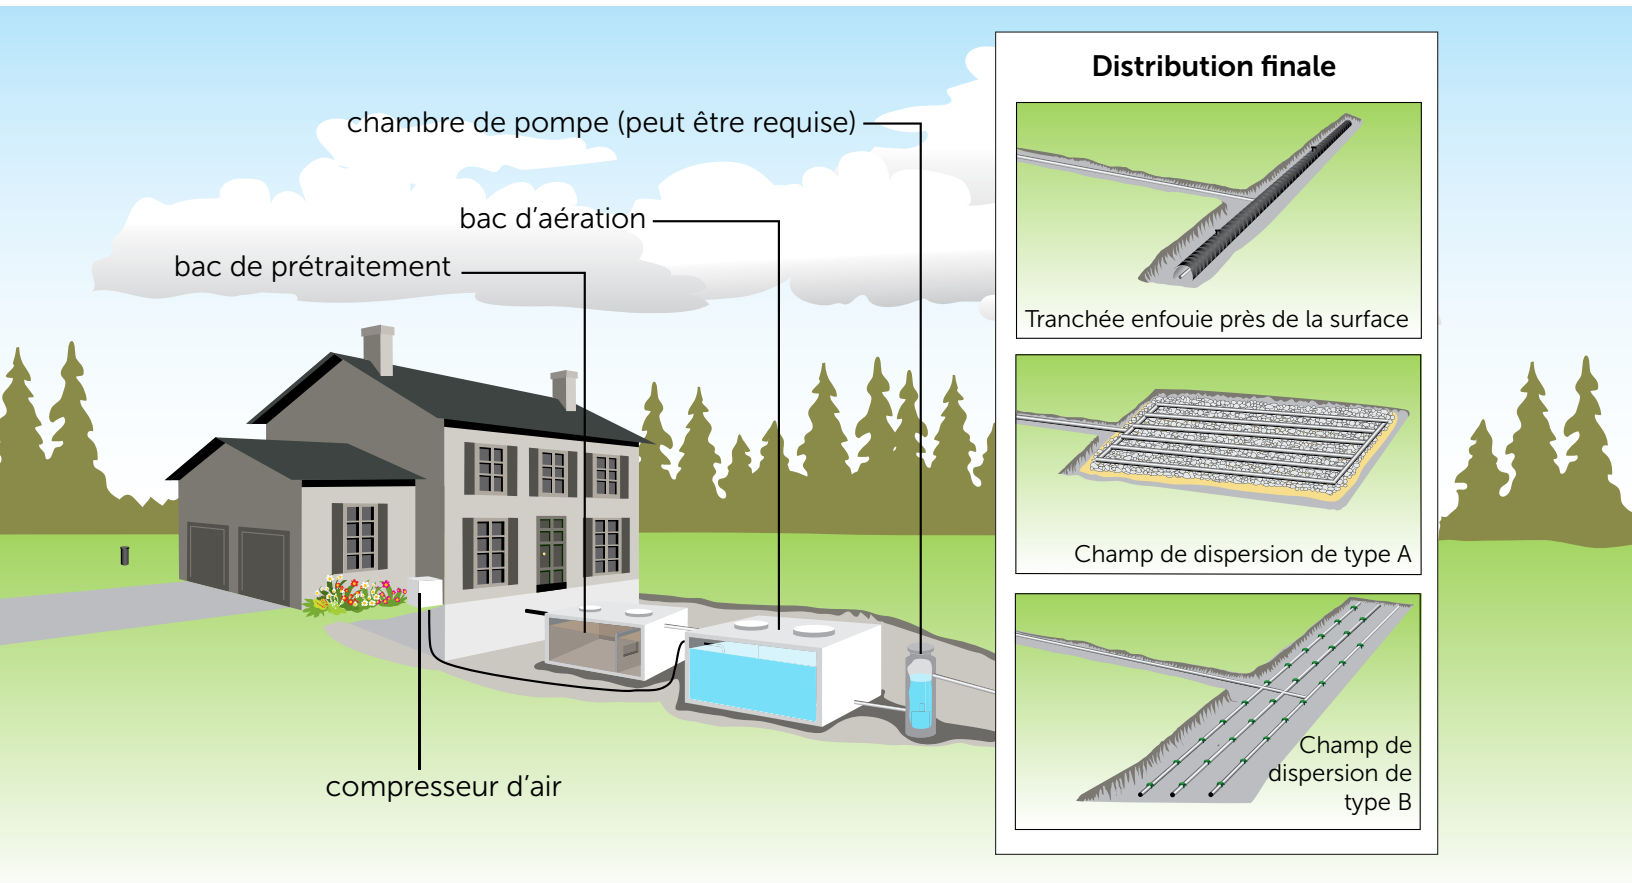 Distribution finale
chambre de pompe (peut être requise)
bac d'aération
bac de prétraitement
compresseur d'air
Tranchée enfouie près de la surface
Champ de dispersion de type A
Champ de
dispersion de
type B